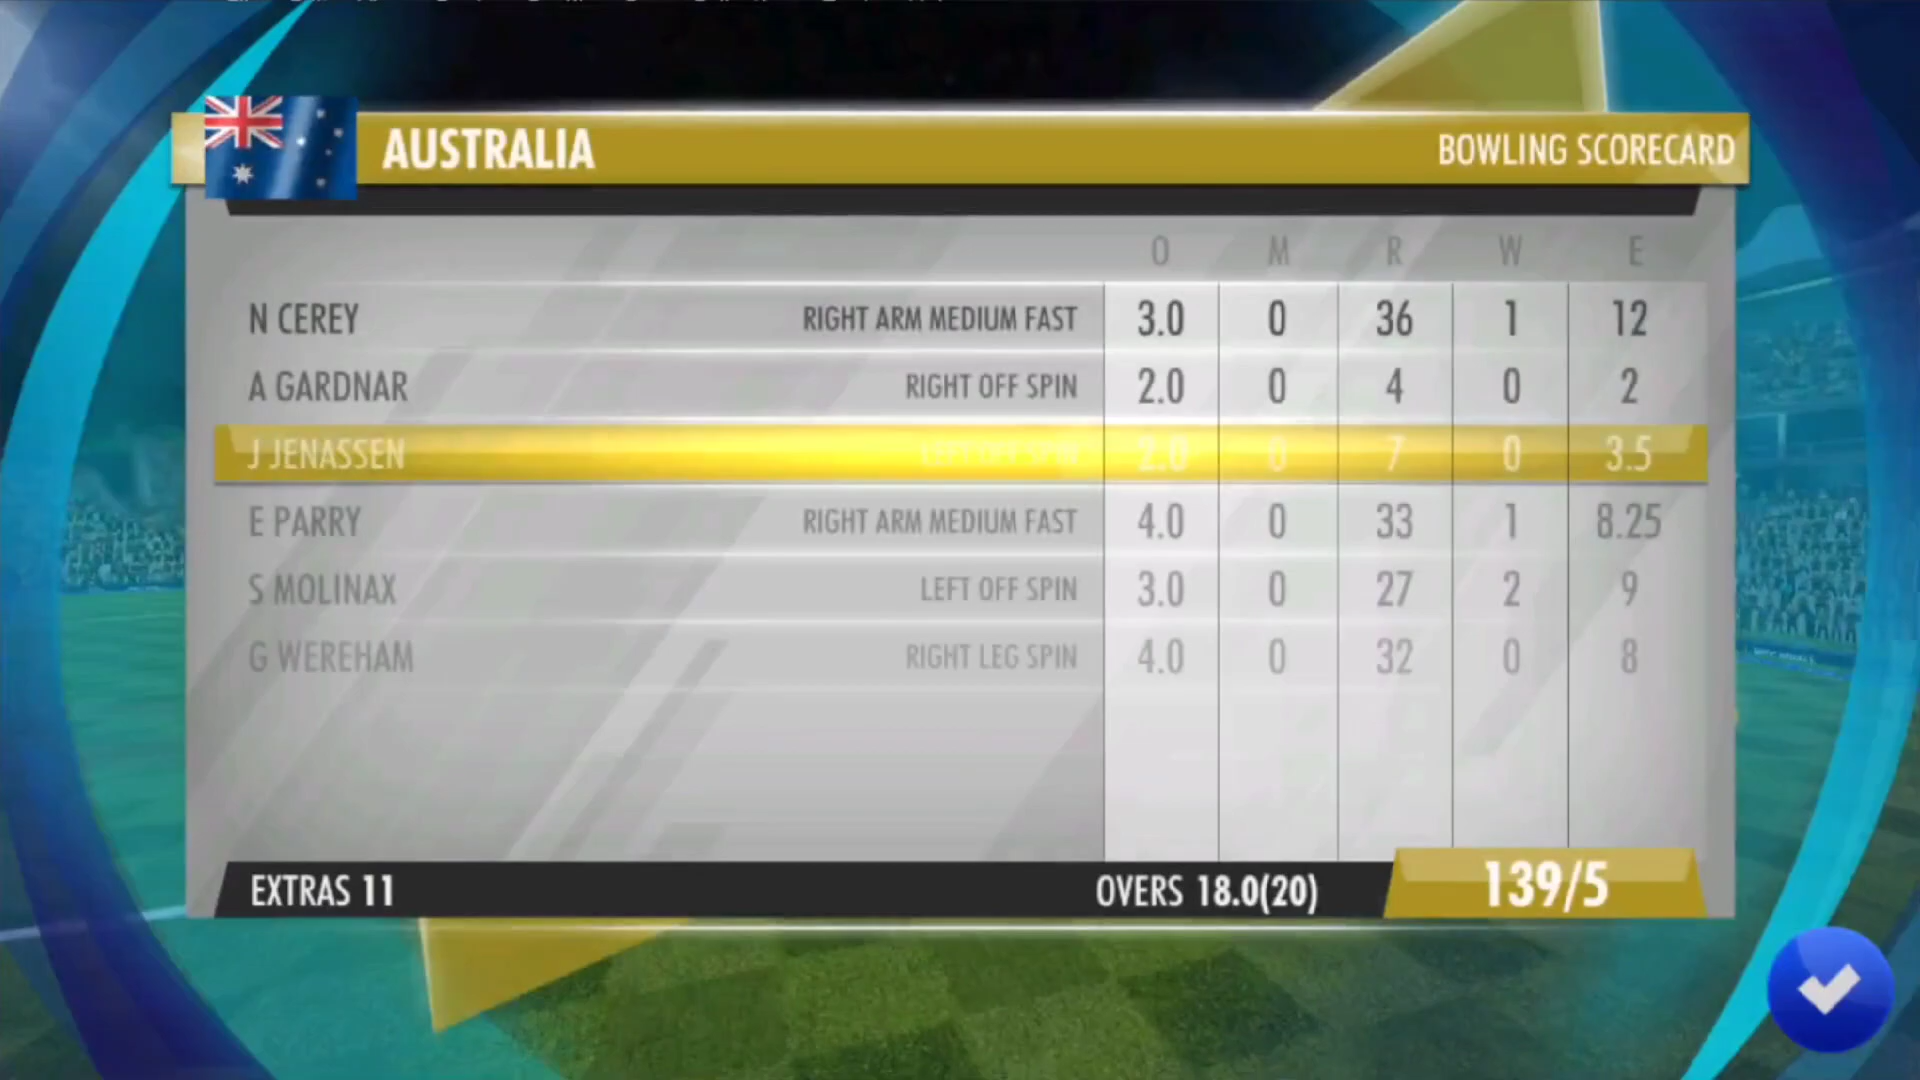 AUSTRALIA
BOWLING SCORECARD
O M R W E
N CEREY RIGHT ARM MEDIUM FAST 3.0 0 36 1 12
A GARDNAR RIGHT OFF SPIN 2.0 0 4 0 2
J JENASSEN LEFT OFF SPIN 2.0 0 7 0 3.5
E PARRY RIGHT ARM MEDIUM FAST 4.0 0 33 1 8.25
S MOLINAX LEFT OFF SPIN 3.0 0 27 2 9
G WEREHAM RIGHT LEG SPIN 4.0 0 32 0 8
EXTRAS 11 OVERS 18.0(20) 139/5